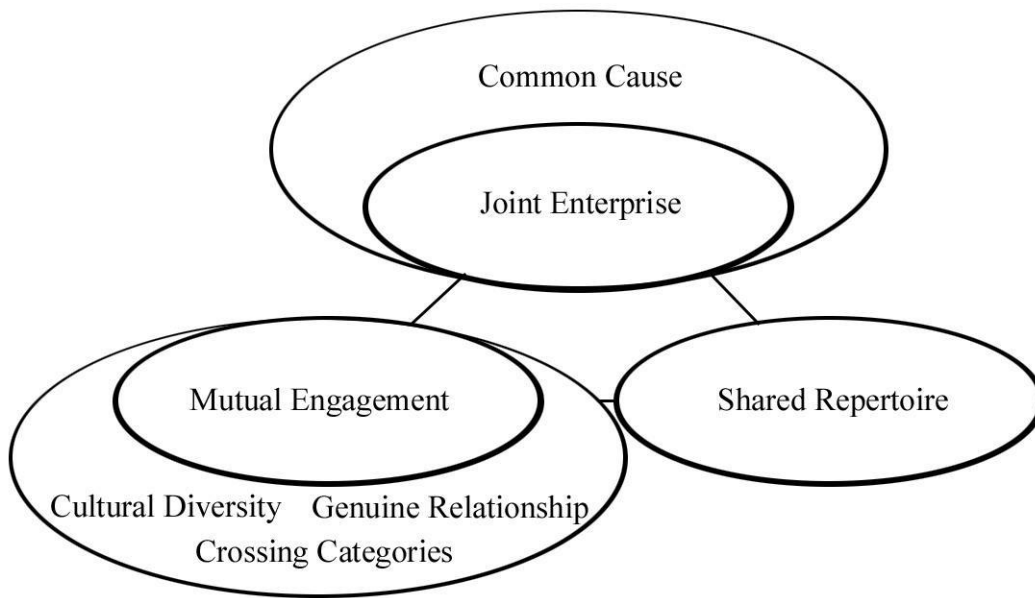 Common Cause
Joint Enterprise
Mutual Engagement
Shared Repertoire
Cultural Diversity
Genuine Relationship
Crossing Categories